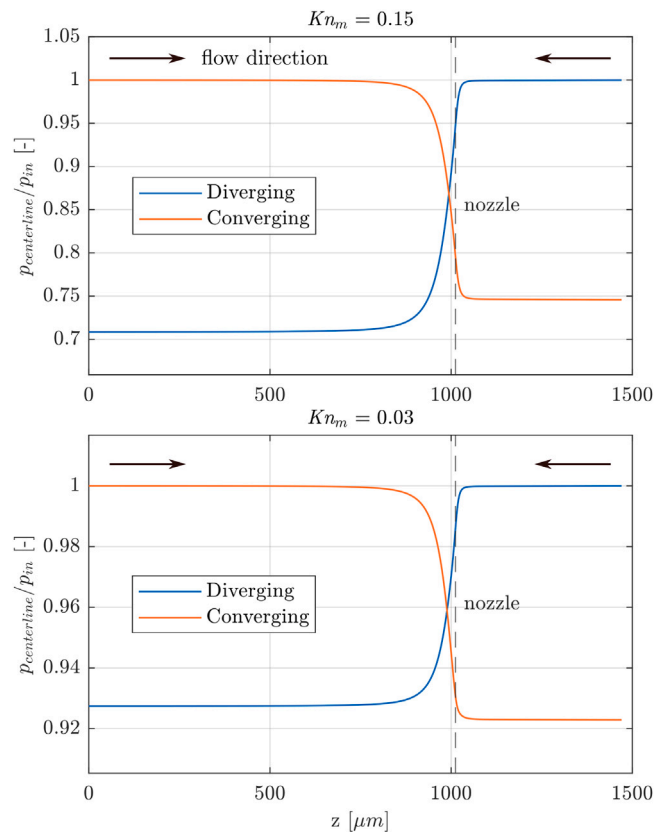 Kn_m = 0.15
1.05
flow direction
1
0.95
0.9
0.85
0.8
0.75
0.7
p_centerline/p_in [-]
Diverging
Converging
nozzle
0 500 1000 1500
Kn_m = 0.03
1
0.98
0.96
0.94
0.92
p_centerline/p_in [-]
Diverging
Converging
nozzle
0 500 1000 1500
z [μm]